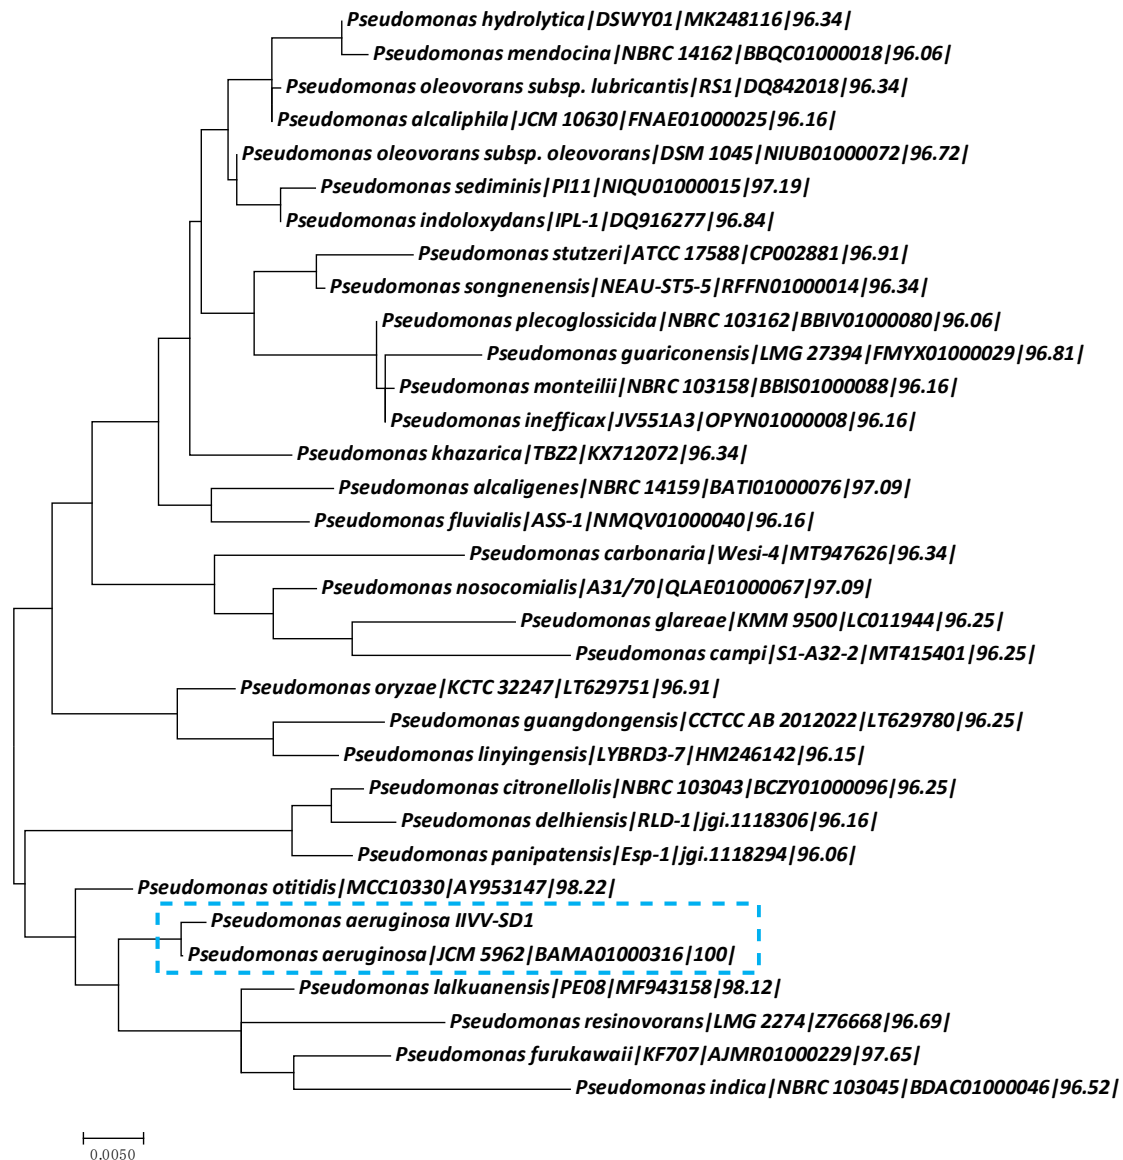 Pseudomonas hydrolytica|DSWY01|MK248116|96.34|
Pseudomonas mendocina|NBRC 14162|BBQC01000018|96.06|
Pseudomonas oleovorans subsp. lubricantis|RS1|DQ842018|96.34|
Pseudomonas alcaliphila|JCM 10630|FNAE01000025|96.16|
Pseudomonas oleovorans subsp. oleovorans|DSM 1045|NIUB01000072|96.72|
Pseudomonas sediminis|PI11|NIQU01000015|97.19|
Pseudomonas indoloxydans|IPL-1|DQ916277|96.84|
Pseudomonas stutzeri|ATCC 17588|CP002881|96.91|
Pseudomonas songnenensis|NEAU-ST5-5|RFFN01000014|96.34|
Pseudomonas plecoglossicida|NBRC 103162|BBIV01000080|96.06|
Pseudomonas guariconensis|LMG 27394|FMYX01000029|96.81|
Pseudomonas monteilii|NBRC 103158|BBIS01000088|96.16|
Pseudomonas inefficax|JV551A3|OPYN01000008|96.16|
Pseudomonas khazarica|TBZ2|KX712072|96.34|
Pseudomonas alcaligenes|NBRC 14159|BATI01000076|97.09|
Pseudomonas fluvialis|ASS-1|NMQV01000040|96.16|
Pseudomonas carbonaria|Wesi-4|MT947626|96.34|
Pseudomonas nosocomialis|A31/70|QLAE01000067|97.09|
Pseudomonas glareae|KMM 9500|LC011944|96.25|
Pseudomonas campi|S1-A32-2|MT415401|96.25|
Pseudomonas oryzae|KCTC 32247|LT629751|96.91|
Pseudomonas guangdongensis|CCTCC AB 2012022|LT629780|96.25|
Pseudomonas linyingensis|LYBRD3-7|HM246142|96.15|
Pseudomonas citronellolis|NBRC 103043|BCZY01000096|96.25|
Pseudomonas delhiensis|RLD-1|jgi.1118306|96.16|
Pseudomonas panipatensis|Esp-1|jgi.1118294|96.06|
Pseudomonas otitidis|MCC10330|AY953147|98.22|
Pseudomonas aeruginosa IIVV-SD1
Pseudomonas aeruginosa|JCM 5962|BAMA01000316|100|
Pseudomonas lalkuanensis|PE08|MF943158|98.12|
Pseudomonas resinovorans|LMG 2274|Z76668|96.69|
Pseudomonas furukawaii|KF707|AJMR01000229|97.65|
Pseudomonas indica|NBRC 103045|BDAC01000046|96.52|
0.0050